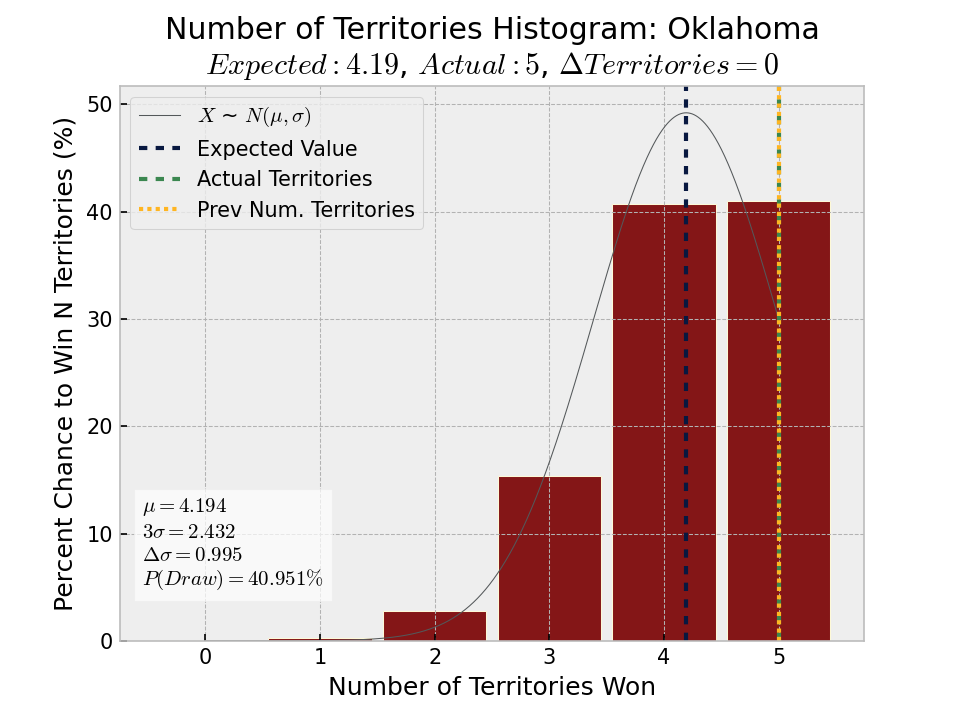 Number of Territories Histogram: Oklahoma
Expected : 4.19, Actual : 5, ΔTerritories = 0
Percent Chance to Win N Territories (%)
50
40
30
20
10
0
X ∼ N(μ, σ)
Expected Value
Actual Territories
Prev Num. Territories
μ = 4.194
3σ = 2.432
Δσ = 0.995
P(Draw) = 40.951%
0 1 2 3 4 5
Number of Territories Won